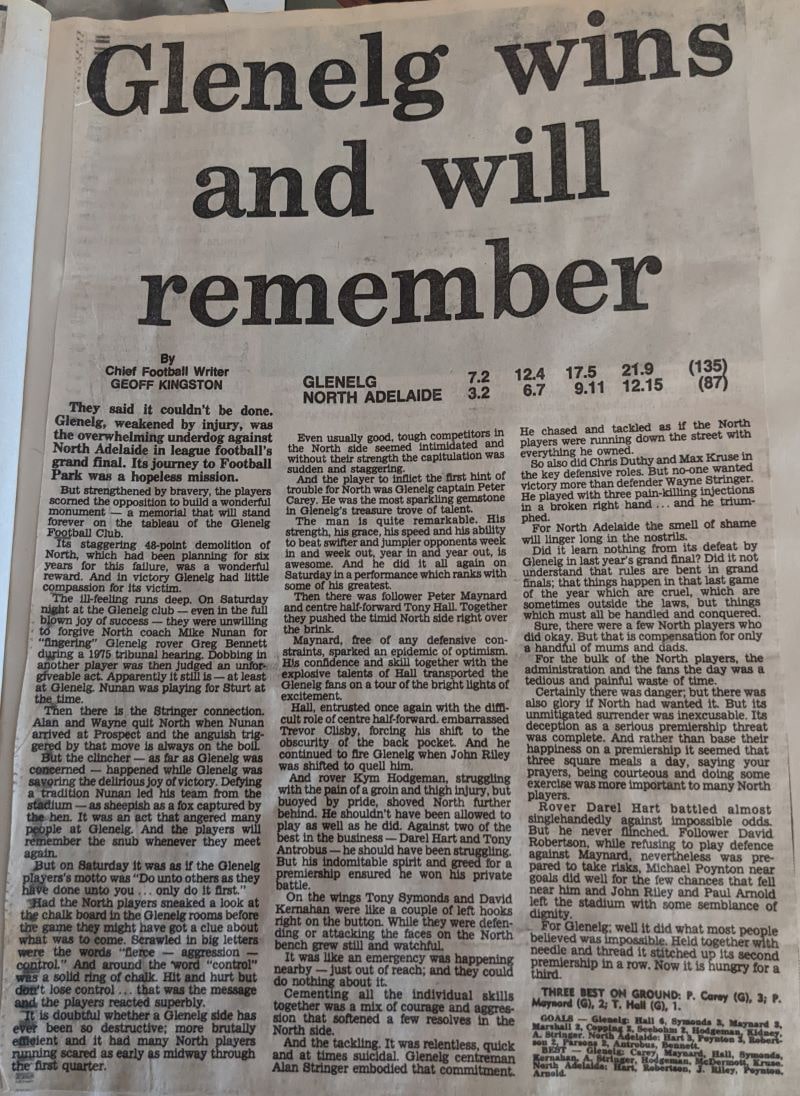 Glenelg wins
and will
remember
By
Chief Football Writer
GEOFF KINGSTON
GLENELG 7.2 12.4 17.5 21.9 (135)
NORTH ADELAIDE 3.2 6.7 9.11 12.15 (87)
They said it couldn't be done.
Glenelg, weakened by injury, was
the overwhelming underdog against
North Adelaide in league football's
grand final. Its journey to Football
Park was a hopeless mission.
But strengthened by bravery, the players
scorned the opposition to build a wonderful
monument — a memorial that will stand
forever on the tableau of the Glenelg
Football Club.
Its staggering 48-point demolition of
North, which had been planning for six
years for this failure, was a wonderful
reward. And in victory Glenelg had little
compassion for its victim.
The ill-feeling runs deep. On Saturday
night at the Glenelg club — even in the full
blown joy of success — they were unwilling
to forgive North coach Mike Nunan for
"fingering" Glenelg rover Greg Bennett
during a 1975 tribunal hearing. Dobbing in
another player was then judged an unfor-
giveable act. Apparently it still is — at least
at Glenelg. Nunan was playing for Sturt at
the time.
Then there is the Stringer connection.
Alan and Wayne quit North when Nunan
arrived at Prospect and the anguish trig-
gered by that move is always on the boil.
But the clincher — as far as Glenelg was
concerned — happened while Glenelg was
savoring the delirious joy of victory. Defying
a tradition Nunan led his team from the
stadium — as sheepish as a fox captured by
the hen. It was an act that angered many
people at Glenelg. And the players will
remember the snub whenever they meet
again.
But on Saturday it was as if the Glenelg
players's motto was "Do unto others as they
have done unto you . . . only do it first."
Had the North players sneaked a look at
the chalk board in the Glenelg rooms before
the game they might have got a clue about
what was to come. Scrawled in big letters
were the words "fierce — aggression —
control." And around the word "control"
was a solid ring of chalk. Hit and hurt but
don't lose control . . . that was the message
and the players reacted superbly.
It is doubtful whether a Glenelg side has
ever been so destructive; more brutally
efficient and it had many North players
running scared as early as midway through
the first quarter.
Even usually good, tough competitors in
the North side seemed intimidated and
without their strength the capitulation was
sudden and staggering.
And the player to inflict the first hint of
trouble for North was Glenelg captain Peter
Carey. He was the most sparkling gemstone
in Glenelg's treasure trove of talent.
The man is quite remarkable. His
strength, his grace, his speed and his ability
to beat swifter and jumpier opponents week
in and week out, year in and year out, is
awesome. And he did it all again on
Saturday in a performance which ranks with
some of his greatest.
Then there was follower Peter Maynard
and centre half-forward Tony Hall. Together
they pushed the timid North side right over
the brink.
Maynard, free of any defensive con-
straints, sparked an epidemic of optimism.
His confidence and skill together with the
explosive talents of Hall transported the
Glenelg fans on a tour of the bright lights of
excitement.
Hall, entrusted once again with the diffi-
cult role of centre half-forward. embarrassed
Trevor Clisby, forcing his shift to the
obscurity of the back pocket. And he
continued to fire Glenelg when John Riley
was shifted to quell him.
And rover Kym Hodgeman, struggling
with the pain of a groin and thigh injury, but
buoyed by pride, shoved North further
behind. He shouldn't have been allowed to
play as well as he did. Against two of the
best in the business — Darel Hart and Tony
Antrobus — he should have been struggling.
But his indomitable spirit and greed for a
premiership ensured he won his private
battle.
On the wings Tony Symonds and David
Kernahan were like a couple of left hooks
right on the button. While they were defen-
ding or attacking the faces on the North
bench grew still and watchful.
It was like an emergency was happening
nearby — just out of reach; and they could
do nothing about it.
Cementing all the individual skills
together was a mix of courage and aggres-
sion that softened a few resolves in the
North side.
And the tackling. It was relentless, quick
and at times suicidal. Glenelg centreman
Alan Stringer embodied that commitment.
He chased and tackled as if the North
players were running down the street with
everything he owned.
So also did Chris Duthy and Max Kruse in
the key defensive roles. But no-one wanted
victory more than defender Wayne Stringer.
He played with three pain-killing injections
in a broken right hand . . . and he trium-
phed.
For North Adelaide the smell of shame
will linger long in the nostrils.
Did it learn nothing from its defeat by
Glenelg in last year's grand final? Did it not
understand that rules are bent in grand
finals; that things happen in that last game
of the year which are cruel, which are
sometimes outside the laws, but things
which must all be handled and conquered.
Sure, there were a few North players who
did okay. But that is compensation for only
a handful of mums and dads.
For the bulk of the North players, the
administration and the fans the day was a
tedious and painful waste of time.
Certainly there was danger; but there was
also glory if North had wanted it. But its
unmitigated surrender was inexcusable. Its
deception as a serious premiership threat
was complete. And rather than base their
happiness on a premiership it seemed that
three square meals a day, saying your
prayers, being courteous and doing some
exercise was more important to many North
players.
Rover Darel Hart battled almost
singlehandedly against impossible odds.
But he never flinched. Follower David
Robertson, while refusing to play defence
against Maynard, nevertheless was pre-
pared to take risks, Michael Poynton near
goals did well for the few chances that fell
near him and John Riley and Paul Arnold
left the stadium with some semblance of
dignity.
For Glenelg; well it did what most people
believed was impossible. Held together with
needle and thread it stitched up its second
premiership in a row. Now it is hungry for a
third.
THREE BEST ON GROUND: P. Carey (G), 3; P.
Maynard (G), 2; T. Hall (G), 1.
GOALS — Glenelg: Hall 6, Symonds 3, Maynard 3,
Marshall 2, Copping 2, Seebohm 2, Hodgeman, Kidney,
A. Stringer. North Adelaide: Hart 3, Poynton 3, Robert-
son 2, Parsons 2, Antrobus, Bennett.
BEST — Glenelg: Carey, Maynard, Hall, Symonds,
Kernahan, A. Stringer, Hodgeman, McDermott, Kruse.
North Adelaide: Hart, Robertson, J. Riley, Poynton,
Arnold.